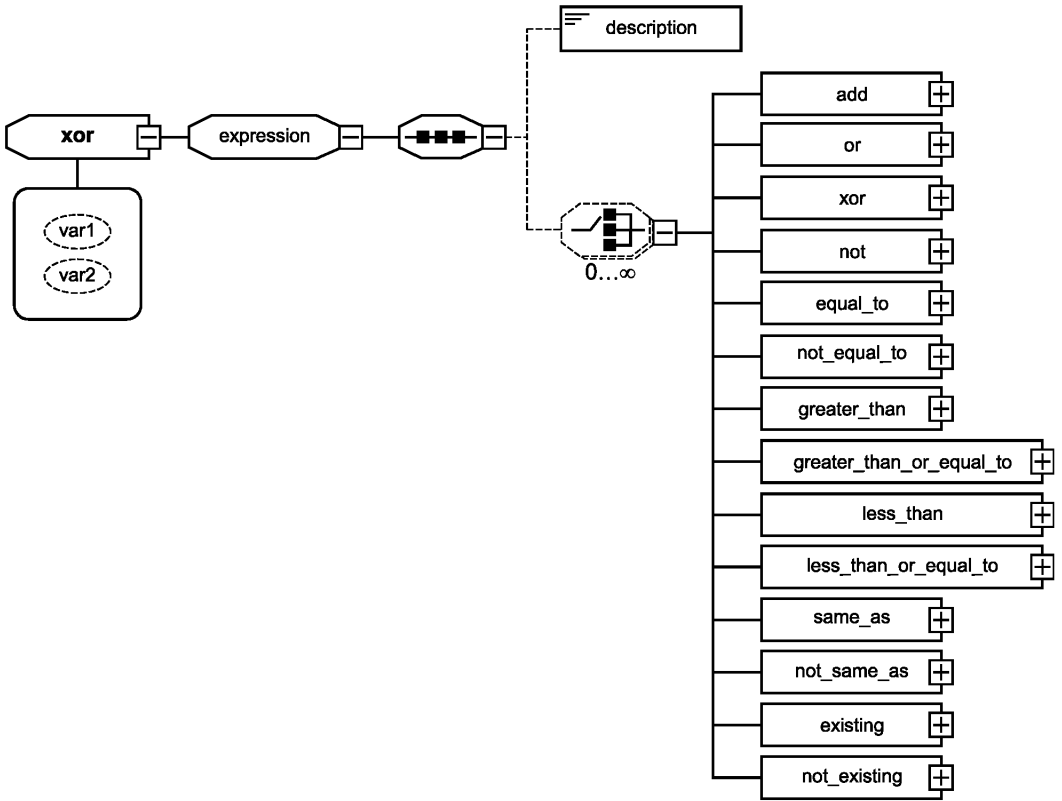 description
xor
expression
var1
var2
0...∞
add
or
xor
not
equal_to
not_equal_to
greater_than
greater_than_or_equal_to
less_than
less_than_or_equal_to
same_as
not_same_as
existing
not_existing